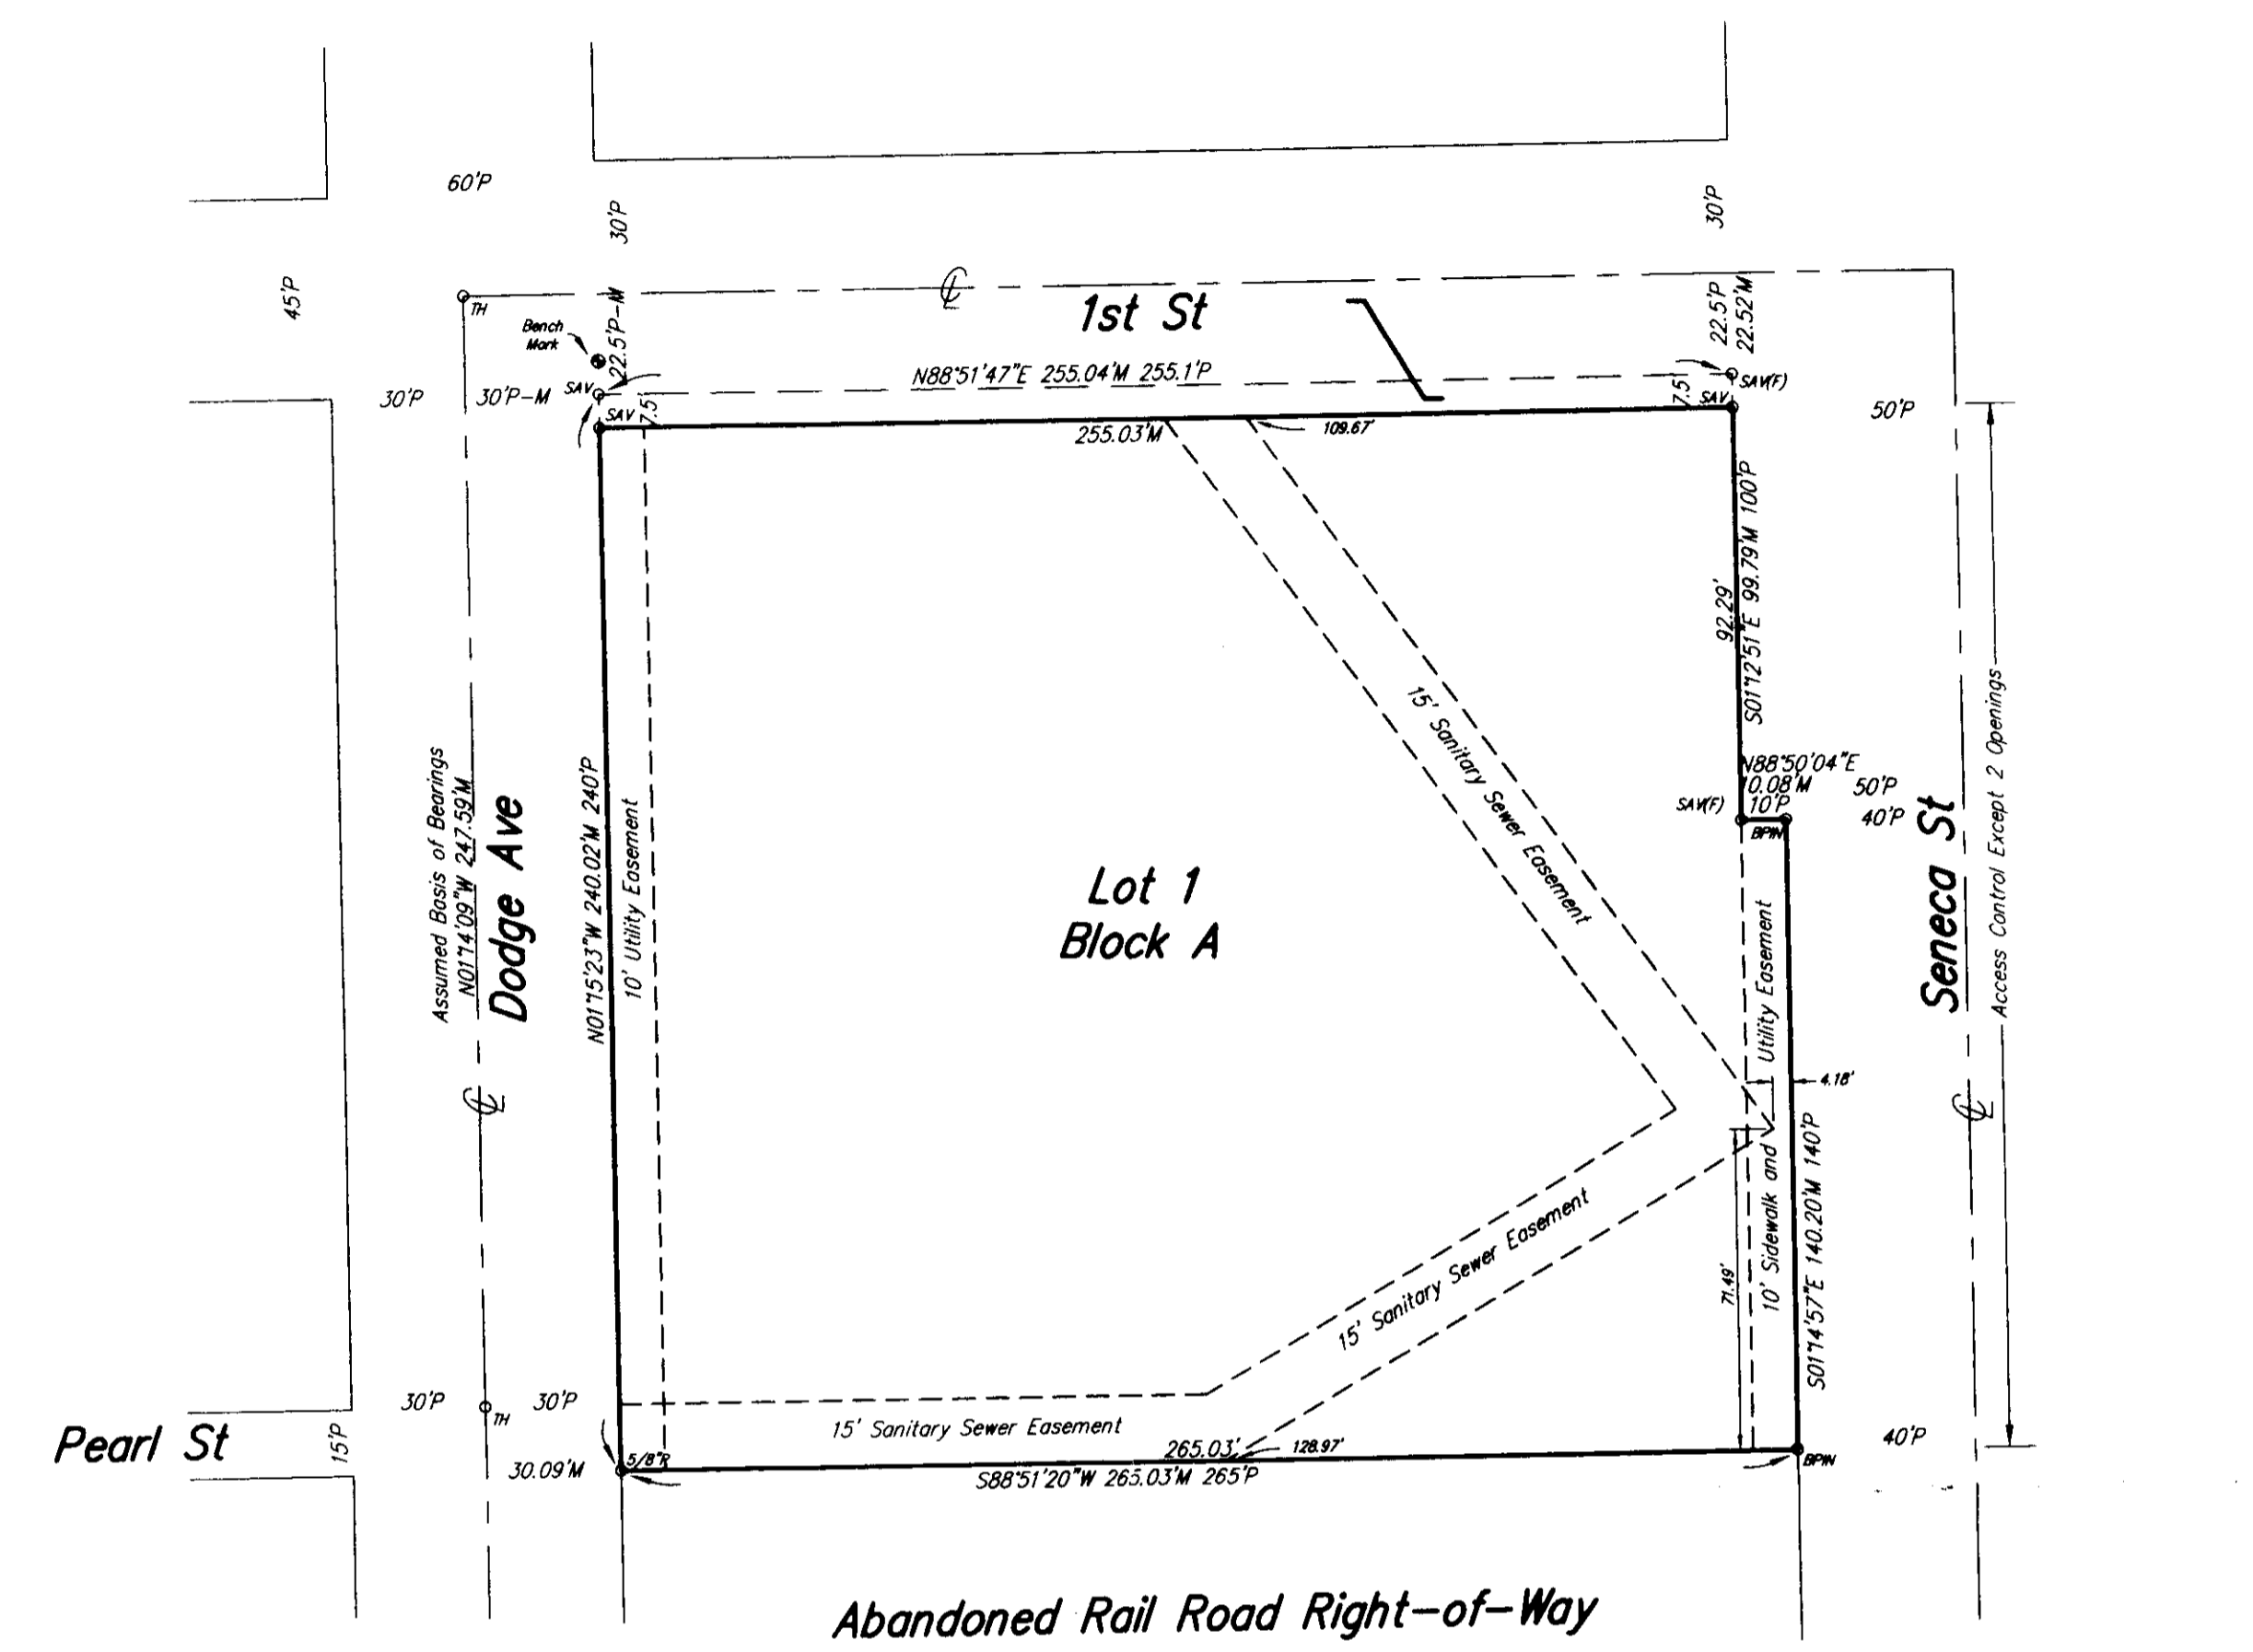 60'P
30'P
30'P
45'P
TH
Bench
Mark
22.5'P-M
1st St
22.5'P
22.52'M
30'P
30'P-M
SAV
N88°51'47"E 255.04'M 255.1'P
SAV(F)
SAV
7.5'
7.5'
SAV
50'P
255.03'M
109.67'
S01°12'51"E 99.79'M 100'P
92.29'
15' Sanitary Sewer Easement
N88°50'04"E
10.08'M
50'P
SAV(F)
10'P
40'P
BPIN
Assumed Basis of Bearings
N01°14'09"W 247.59'M
Dodge Ave
N01°15'23"W 240.02'M 240'P
10' Utility Easement
Lot 1
Block A
Seneca St
Access Control Except 2 Openings
10' Sidewalk and Utility Easement
4.18'
S01°14'57"E 140.20'M 140'P
71.49'
15' Sanitary Sewer Easement
30'P
TH
30'P
Pearl St
15'P
15' Sanitary Sewer Easement
265.03'
128.97'
40'P
30.09'M
5/8"R
S88°51'20"W 265.03'M 265'P
BPIN
Abandoned Rail Road Right-of-Way